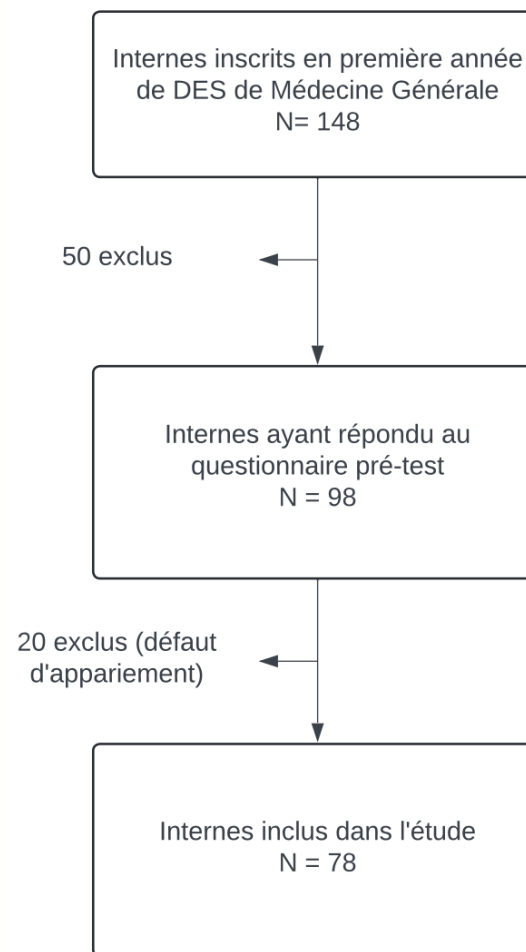 Internes inscrits en première année
de DES de Médecine Générale
N= 148
50 exclus
Internes ayant répondu au
questionnaire pré-test
N = 98
20 exclus (défaut
d'appariement)
Internes inclus dans l'étude
N = 78